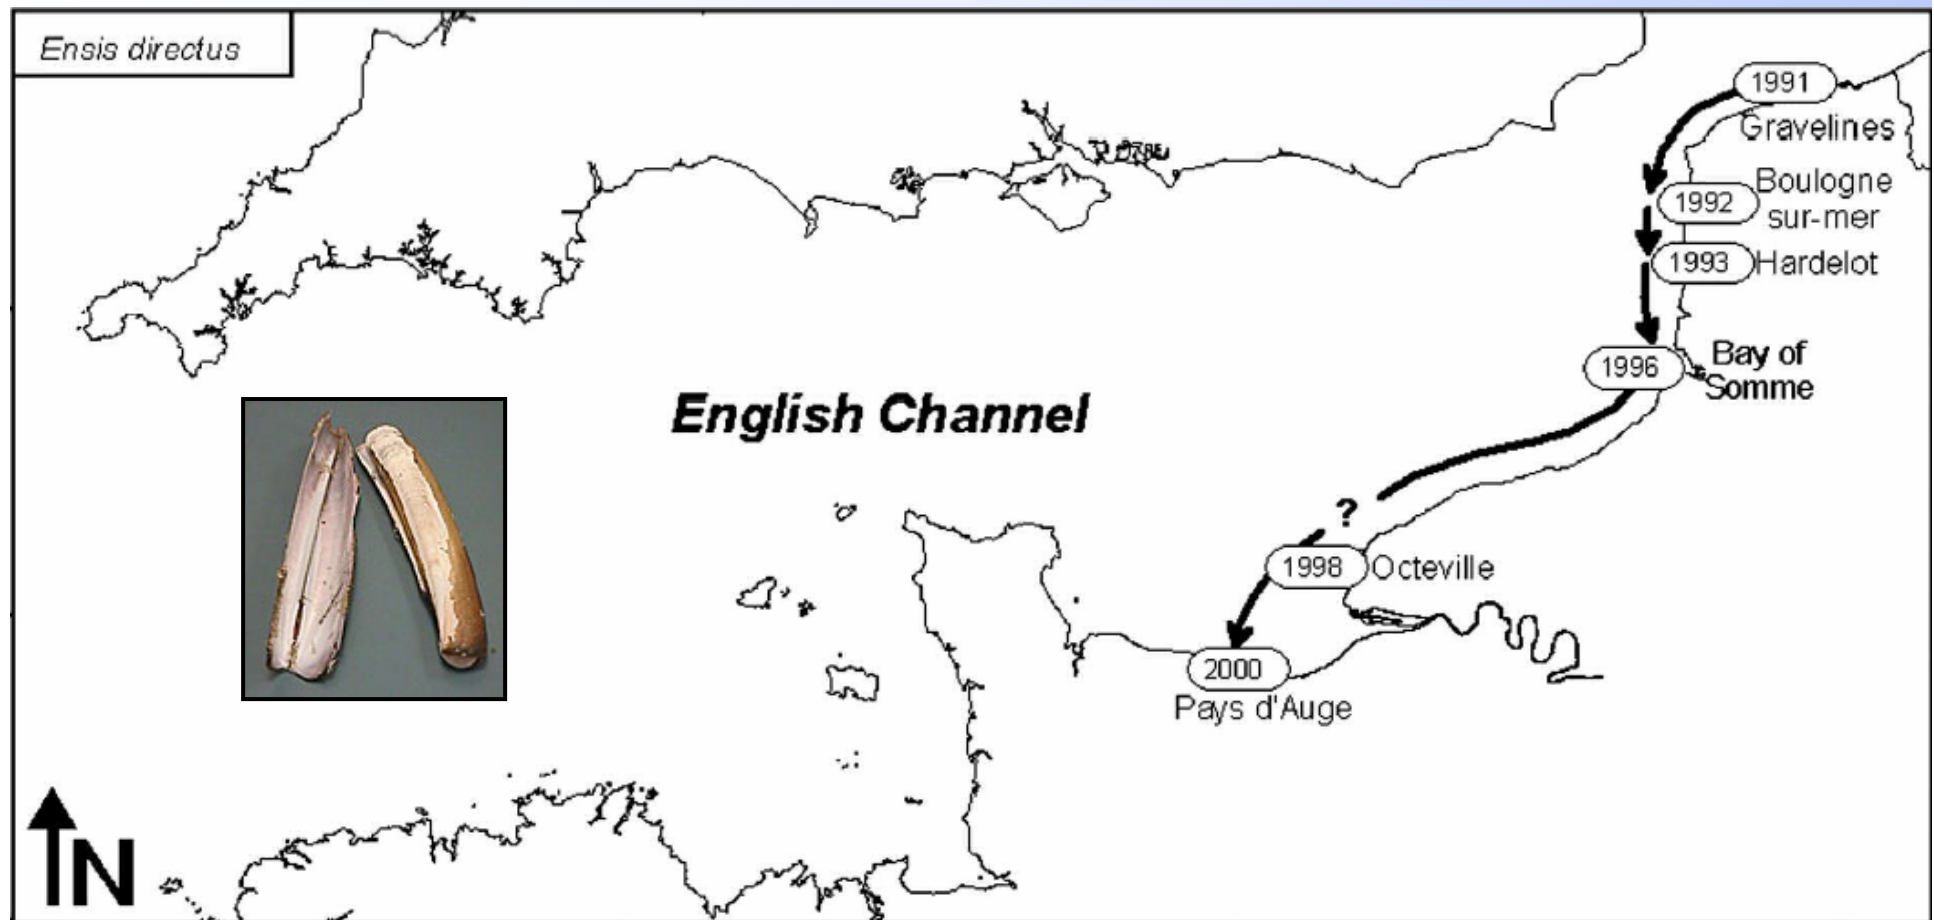 Ensis directus
1991
Gravelines
1992
Boulogne
sur-mer
1993
Hardelot
1996
Bay of
Somme
English Channel
?
1998
Octeville
2000
Pays d'Auge
N